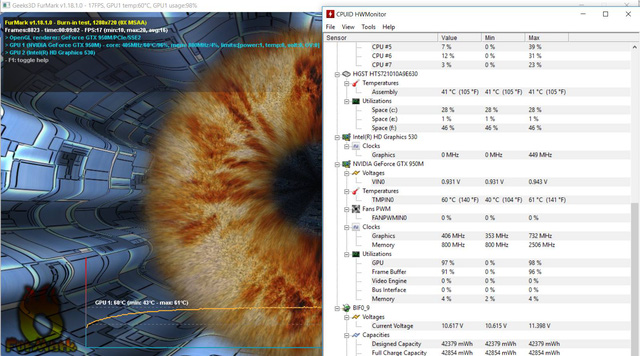 Geeks3D FurMark v1.18.1.0 - 17FPS, GPU1 temp:60°C, GPU1 usage:98%
FurMark v1.18.1.0 - Burn-in test, 1280x720 (0X MSAA)
Frames:8823 - time:00:09:02 - FPS:17 (min:10, max:20, avg:16)
> OpenGL renderer: GeForce GTX 950M/PCIe/SSE2
> GPU 1 (NVIDIA GeForce GTX 950M) - core: 405MHz/60°C/98%, mem: 800MHz/4%, limits:[power:1, temp:0,
> GPU 2 (Intel(R) HD Graphics 530)
- F1: toggle help
GPU 1: 60°C (min: 43°C - max: 61°C)
FurMark
CPUID HWMonitor
File View Tools Help
Sensor Value Min Max
CPU #5 7 % 0 % 39 %
CPU #6 12 % 0 % 31 %
CPU #7 3 % 0 % 23 %
HGST HTS721010A9E630
Temperatures
Assembly 41 °C (105 °F) 41 °C (105 °F) 41 °C (105 °F)
Utilizations
Space (c:) 28 % 28 % 28 %
Space (e:) 1 % 1 % 1 %
Space (f:) 46 % 46 % 46 %
Intel(R) HD Graphics 530
Clocks
Graphics 0 MHz 0 MHz 449 MHz
NVIDIA GeForce GTX 950M
Voltages
VIN0 0.931 V 0.931 V 0.943 V
Temperatures
TMPIN0 60 °C (140 °F) 40 °C (104 °F) 61 °C (141 °F)
Fans PWM
FANPWMIN0 0 % 0 % 0 %
Clocks
Graphics 406 MHz 353 MHz 732 MHz
Memory 800 MHz 800 MHz 2506 MHz
Utilizations
GPU 97 % 0 % 98 %
Frame Buffer 91 % 0 % 96 %
Video Engine 0 % 0 % 0 %
Bus Interface 0 % 0 % 0 %
Memory 4 % 2 % 4 %
BIF0_9
Voltages
Current Voltage 10.617 V 10.615 V 11.398 V
Capacities
Designed Capacity 42379 mWh 42379 mWh 42379 mWh
Full Charge Capacity 42854 mWh 42854 mWh 42854 mWh